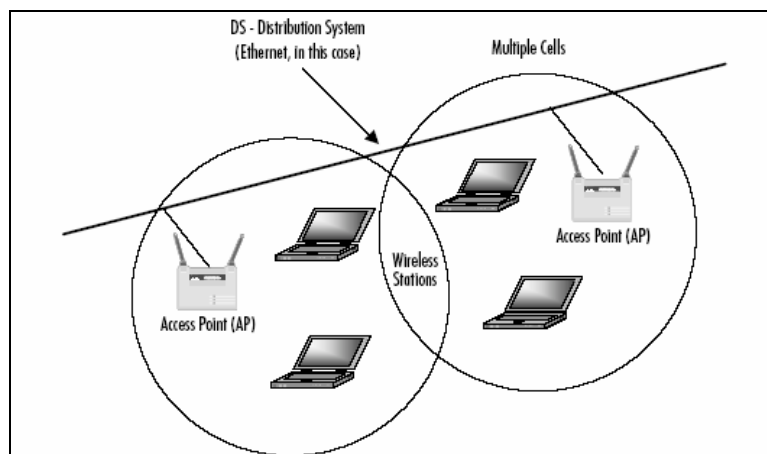 DS - Distribution System
(Ethernet, in this case)
Multiple Cells
Access Point (AP)
Wireless
Stations
Access Point (AP)